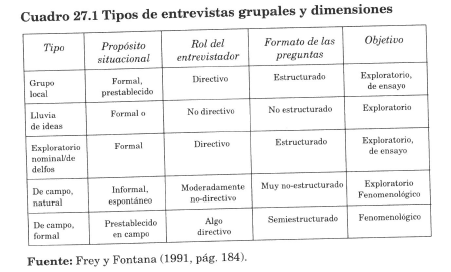 Cuadro 27.1 Tipos de entrevistas grupales y dimensiones
Tipo Propósito situacional Rol del entrevistador Formato de las preguntas Objetivo
Grupo local Formal, prestablecido Directivo Estructurado Exploratorio, de ensayo
Lluvia de ideas Formal o No directivo No estructurado Exploratorio
Exploratorio nominal/de delfos Formal Directivo Estructurado Exploratorio, de ensayo
De campo, natural Informal, espontáneo Moderadamente no-directivo Muy no-estructurado Exploratorio Fenomenológico
De campo, formal Prestablecido en campo Algo directivo Semiestructurado Fenomenológico
Fuente: Frey y Fontana (1991, pág. 184).